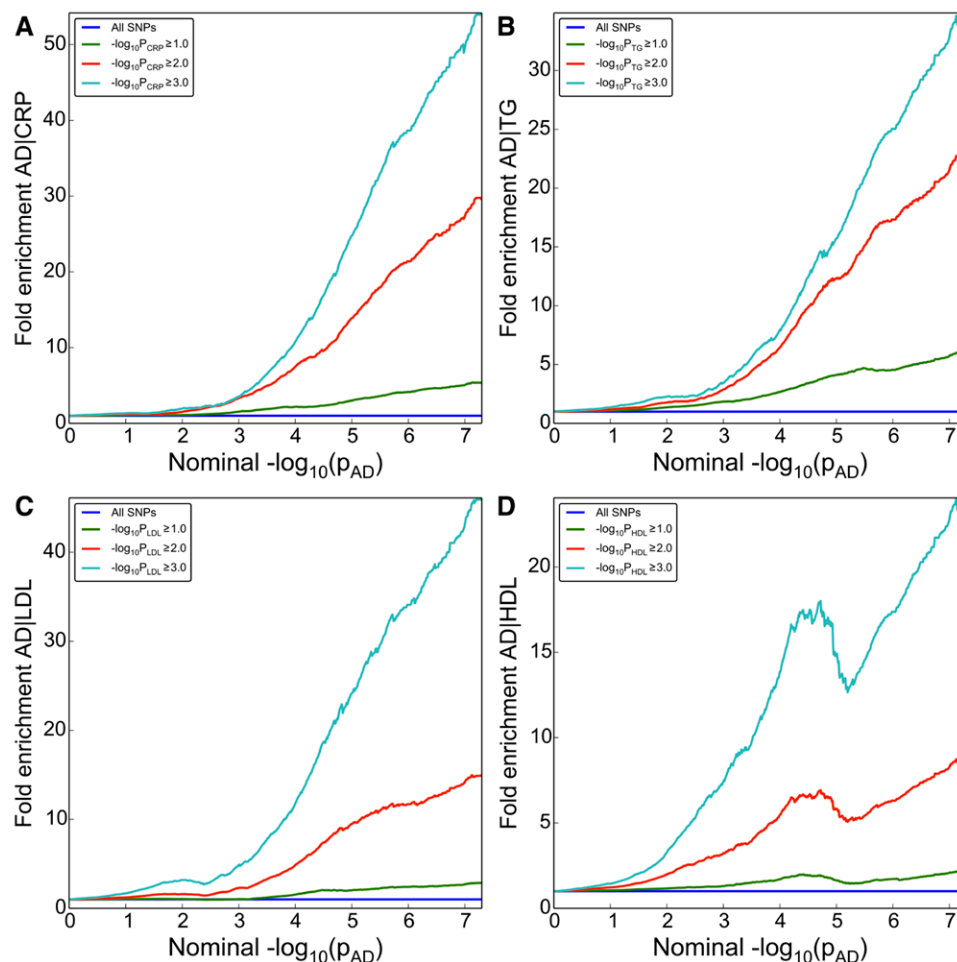 A
All SNPs
-log10PCRP≥1.0
-log10PCRP≥2.0
-log10PCRP≥3.0
Fold enrichment AD|CRP
50
40
30
20
10
0
0 1 2 3 4 5 6 7
Nominal -log10(pAD)
B
All SNPs
-log10PTG≥1.0
-log10PTG≥2.0
-log10PTG≥3.0
Fold enrichment AD|TG
30
25
20
15
10
5
0
0 1 2 3 4 5 6 7
Nominal -log10(pAD)
C
All SNPs
-log10PLDL≥1.0
-log10PLDL≥2.0
-log10PLDL≥3.0
Fold enrichment AD|LDL
40
30
20
10
0
0 1 2 3 4 5 6 7
Nominal -log10(pAD)
D
All SNPs
-log10PHDL≥1.0
-log10PHDL≥2.0
-log10PHDL≥3.0
Fold enrichment AD|HDL
20
15
10
5
0
0 1 2 3 4 5 6 7
Nominal -log10(pAD)